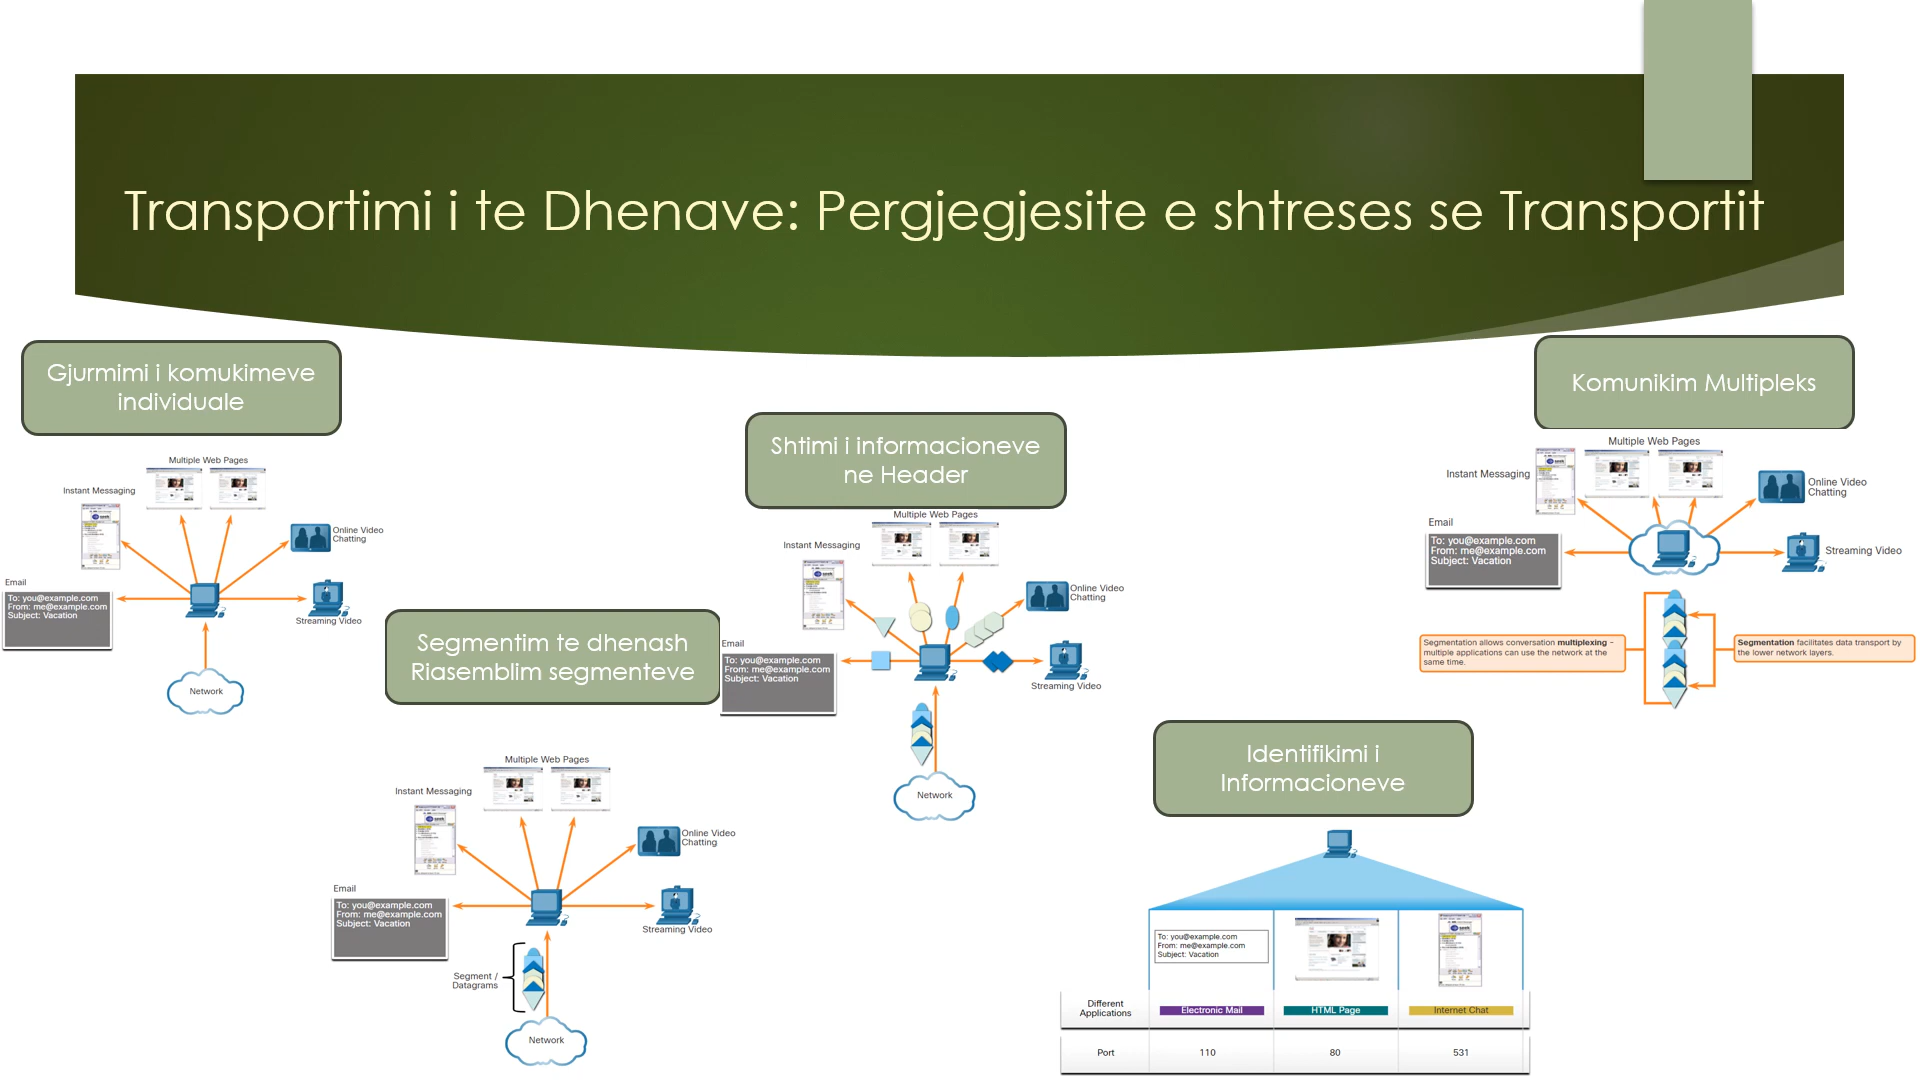 Transportimi i te Dhenave: Pergjegjesite e shtreses se Transportit
Gjurmimi i komukimeve
individuale
Multiple Web Pages
Instant Messaging
Online Video
Chatting
Email
To: you@example.com
From: me@example.com
Subject: Vacation
Streaming Video
Network
Segmentim te dhenash
Riasemblim segmenteve
Multiple Web Pages
Instant Messaging
Online Video
Chatting
Email
To: you@example.com
From: me@example.com
Subject: Vacation
Streaming Video
Segment /
Datagrams
Network
Shtimi i informacioneve
ne Header
Multiple Web Pages
Instant Messaging
Online Video
Chatting
Email
To: you@example.com
From: me@example.com
Subject: Vacation
Streaming Video
Network
Identifikimi i
Informacioneve
To: you@example.com
From: me@example.com
Subject: Vacation
Different
Applications
Electronic Mail
HTML Page
Internet Chat
Port
110
80
531
Komunikim Multipleks
Multiple Web Pages
Instant Messaging
Online Video
Chatting
Email
To: you@example.com
From: me@example.com
Subject: Vacation
Streaming Video
Segmentation allows conversation multiplexing –
multiple applications can use the network at the
same time.
Segmentation facilitates data transport by
the lower network layers.